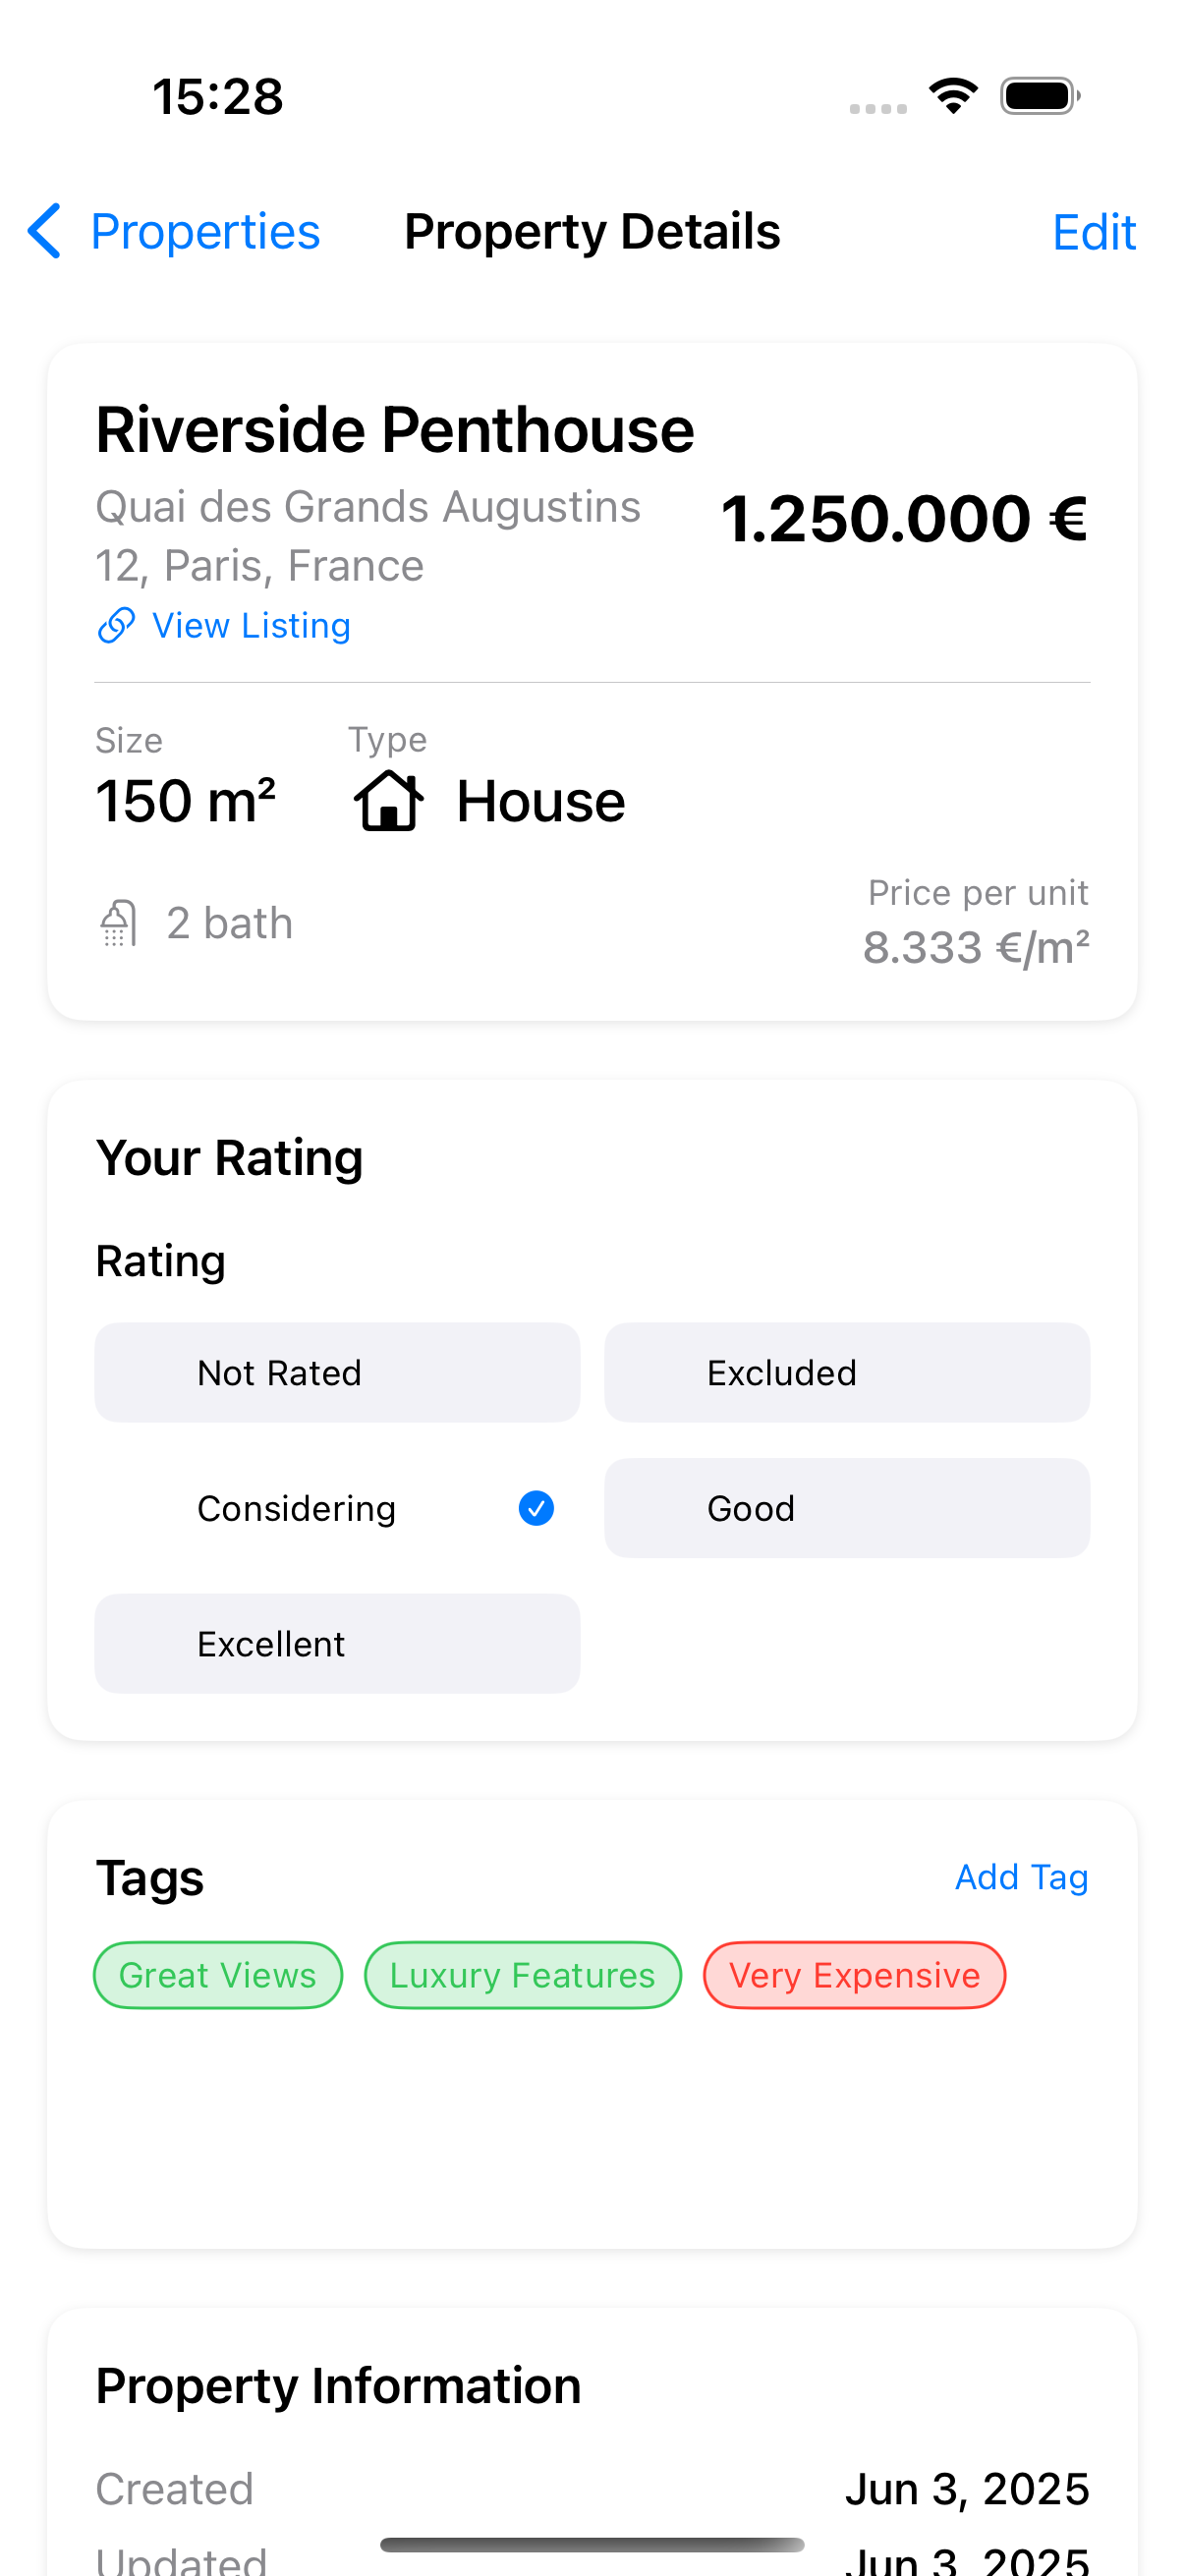 15:28
Properties
Property Details
Edit
Riverside Penthouse
Quai des Grands Augustins
12, Paris, France
1.250.000 €
View Listing
Size
Type
150 m²
House
2 bath
Price per unit
8.333 €/m²
Your Rating
Rating
Not Rated
Excluded
Considering
Good
Excellent
Tags
Add Tag
Great Views
Luxury Features
Very Expensive
Property Information
Created
Jun 3, 2025
Updated
Jun 3, 2025